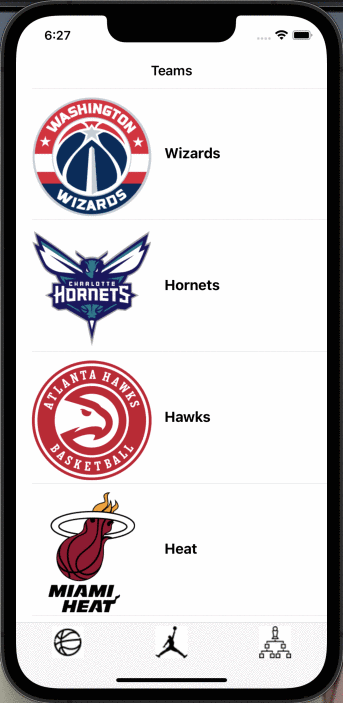 6:27
Teams
WASHINGTON
WIZARDS
Wizards
CHARLOTTE
HORNETS
Hornets
ATLANTA HAWKS
BASKETBALL
Hawks
MIAMI
HEAT
Heat